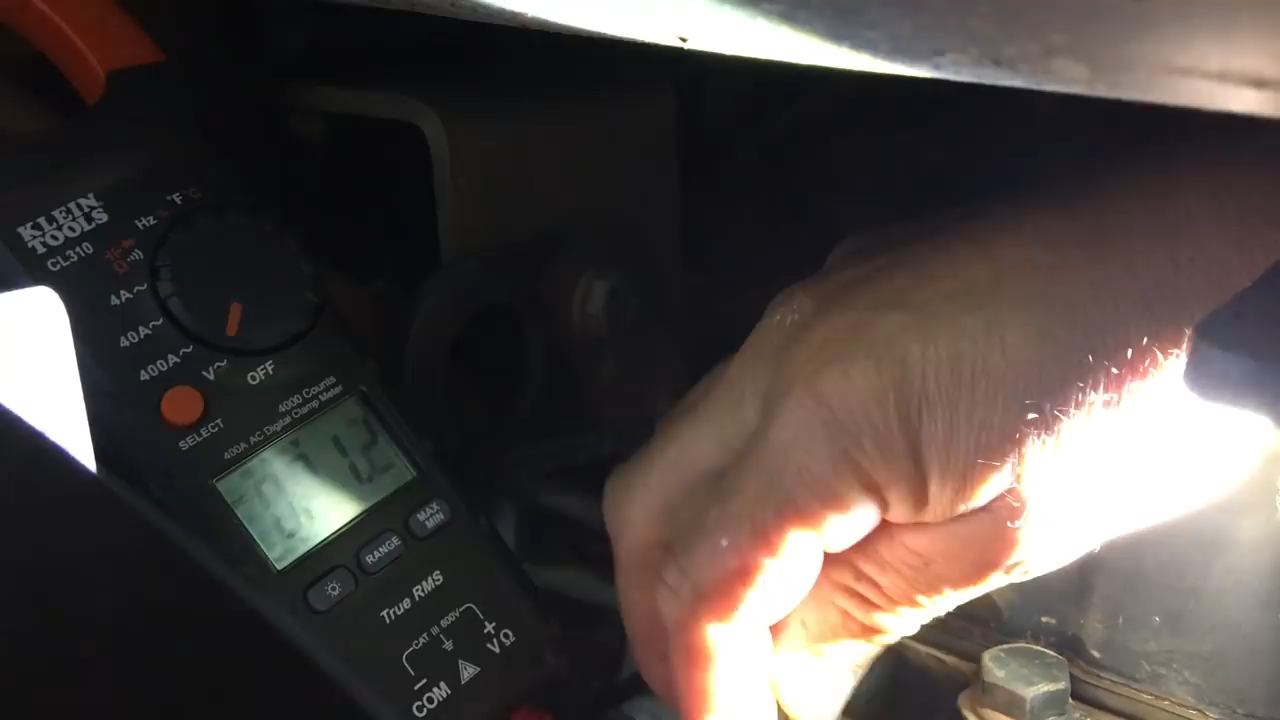 KLEIN
TOOLS
CL310
Hz % °F°C
4A~
40A~
400A~
V~
OFF
SELECT
4000 Counts
400A AC Digital Clamp Meter
MAX
MIN
RANGE
True RMS
CAT III 600V
+
VΩ
COM